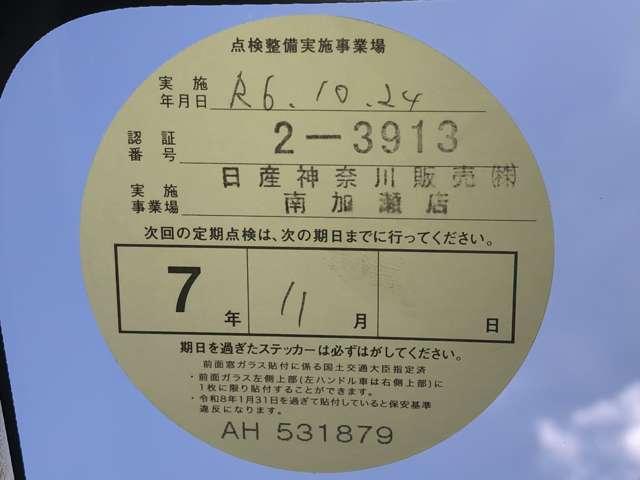 点検整備実施事業場
実施
年月日 R6.10.24
認証
番号 2-3913
日産神奈川販売㈱
実施
事業場 南加瀬店
次回の定期点検は、次の期日までに行ってください。
7年 11月 日
期日を過ぎたステッカーは必ずはがしてください。
前面窓ガラス貼付に係る国土交通大臣指定済
・前面ガラス左側上部(左ハンドル車は右側上部)に
1枚に限り貼付することができます。
・令和8年1月31日を過ぎて貼付していると保安基準
違反になります。
AH 531879